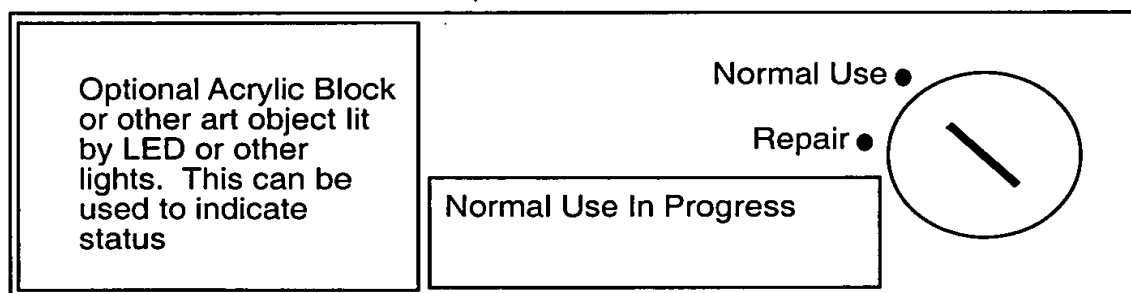 Optional Acrylic Block
or other art object lit
by LED or other
lights.  This can be
used to indicate
status
Normal Use
Repair
Normal Use In Progress